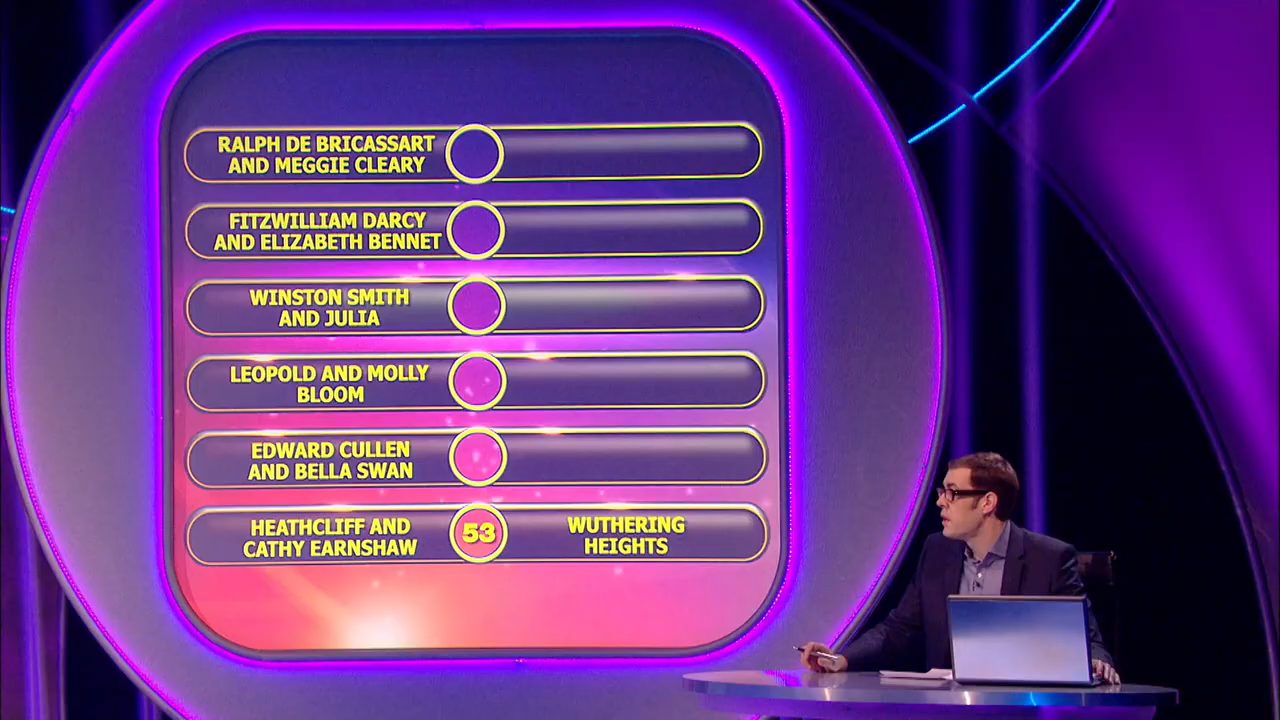 RALPH DE BRICASSART
AND MEGGIE CLEARY
FITZWILLIAM DARCY
AND ELIZABETH BENNET
WINSTON SMITH
AND JULIA
LEOPOLD AND MOLLY
BLOOM
EDWARD CULLEN
AND BELLA SWAN
HEATHCLIFF AND
CATHY EARNSHAW
53
WUTHERING
HEIGHTS